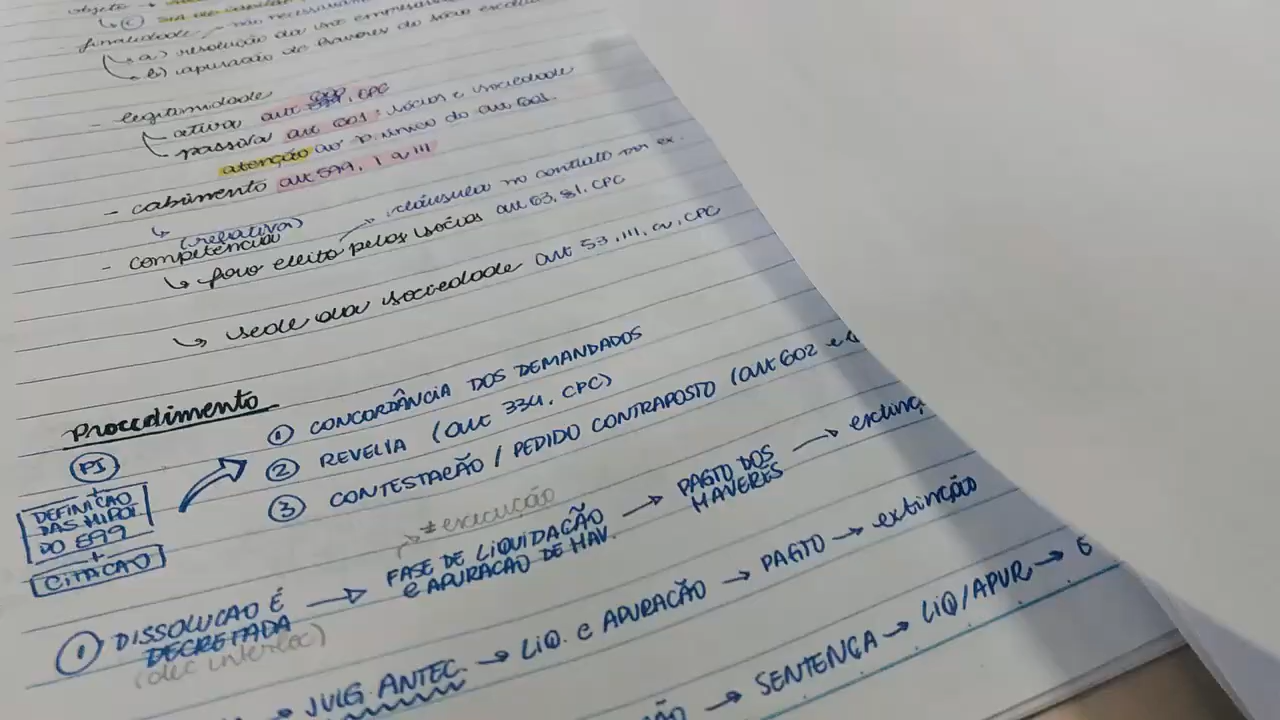 objeto →
finalidade
a) resolução da
b) apuração de haveres do sócio
- legitimidade
ativa art 600, CPC
passiva art 601: sócios e sociedade
atenção ao p. único do art 601.
- cabimento art 599, I a III
(relativa) → cláusula no contrato por ex.
- competência
↳ foro eleito pelos sócios art 63, §1, CPC
↳ sede da sociedade art 53, III, a, CPC
Procedimento
① CONCORDÂNCIA DOS DEMANDADOS
② REVELIA (art 334, CPC)
③ CONTESTAÇÃO / PEDIDO CONTRAPOSTO (art 602 e
PI
+
DEFINIÇÃO DAS HIPOT. DO 599
+
CITAÇÃO
≠ execução
① DISSOLUCAO É DECRETADA → FASE DE LIQUIDAÇÃO e APURACAO DE HAV. → PAGTO DOS HAVERES → extinç
(dec interloc)
→ JULG ANTEC. → LIQ. e APURAÇÃO → PAGTO → extinção
ÃO → SENTENÇA → LIQ/APUR →